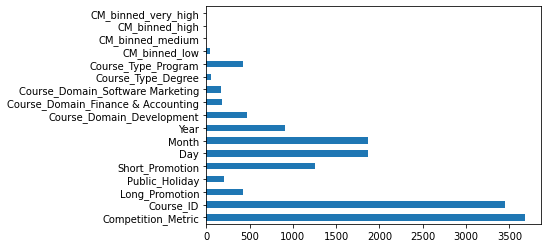 CM_binned_very_high
CM_binned_high
CM_binned_medium
CM_binned_low
Course_Type_Program
Course_Type_Degree
Course_Domain_Software Marketing
Course_Domain_Finance & Accounting
Course_Domain_Development
Year
Month
Day
Short_Promotion
Public_Holiday
Long_Promotion
Course_ID
Competition_Metric
0 500 1000 1500 2000 2500 3000 3500